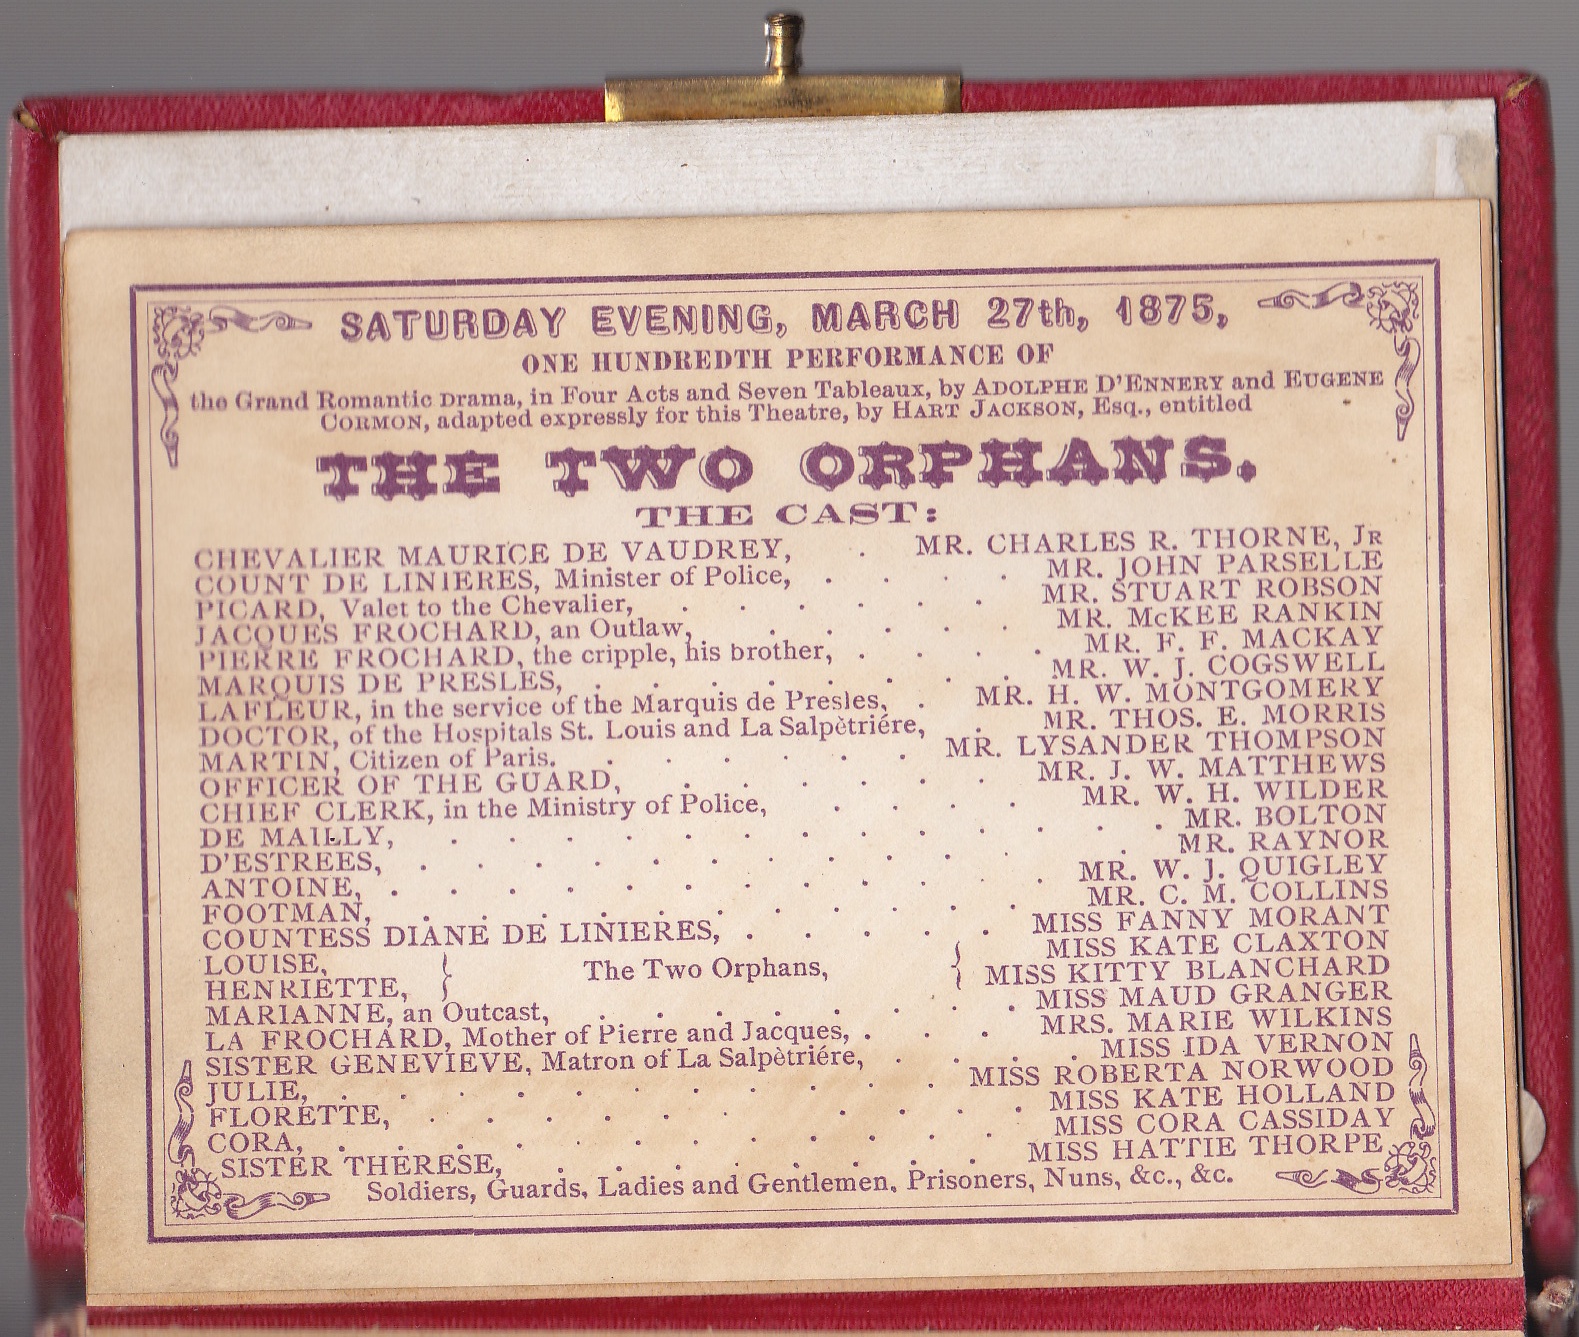 SATURDAY EVENING, MARCH 27th, 1875,
ONE HUNDREDTH PERFORMANCE OF
the Grand Romantic Drama, in Four Acts and Seven Tableaux, by ADOLPHE D'ENNERY and EUGENE
CORMON, adapted expressly for this Theatre, by HART JACKSON, Esq., entitled
THE TWO ORPHANS.
THE CAST:
CHEVALIER MAURICE DE VAUDREY, . MR. CHARLES R. THORNE, JR
COUNT DE LINIERES, Minister of Police, . . . . MR. JOHN PARSELLE
PICARD, Valet to the Chevalier, . . . . . . MR. STUART ROBSON
JACQUES FROCHARD, an Outlaw, . . . . . MR. McKEE RANKIN
PIERRE FROCHARD, the cripple, his brother, . . . . MR. F. F. MACKAY
MARQUIS DE PRESLES, . . . . . . . . MR. W. J. COGSWELL
LAFLEUR, in the service of the Marquis de Presles, . MR. H. W. MONTGOMERY
DOCTOR, of the Hospitals St. Louis and La Salpètriére, . MR. THOS. E. MORRIS
MARTIN, Citizen of Paris. . . . . . . MR. LYSANDER THOMPSON
OFFICER OF THE GUARD, . . . . . . MR. J. W. MATTHEWS
CHIEF CLERK, in the Ministry of Police, . . . . MR. W. H. WILDER
DE MAILLY, . . . . . . . . . . . . . MR. BOLTON
D'ESTREES, . . . . . . . . . . . . . MR. RAYNOR
ANTOINE, . . . . . . . . . . . . MR. W. J. QUIGLEY
FOOTMAN, . . . . . . . . . . . MR. C. M. COLLINS
COUNTESS DIANE DE LINIERES, . . . . . MISS FANNY MORANT
LOUISE, } The Two Orphans, { MISS KATE CLAXTON
HENRIETTE, } { MISS KITTY BLANCHARD
MARIANNE, an Outcast, . . . . . . . . MISS MAUD GRANGER
LA FROCHARD, Mother of Pierre and Jacques, . . . MRS. MARIE WILKINS
SISTER GENEVIEVE, Matron of La Salpètriére, . . . . MISS IDA VERNON
JULIE, . . . . . . . . . . . MISS ROBERTA NORWOOD
FLORETTE, . . . . . . . . . . . MISS KATE HOLLAND
CORA, . . . . . . . . . . . . MISS CORA CASSIDAY
SISTER THERESE, . . . . . . . . MISS HATTIE THORPE
Soldiers, Guards, Ladies and Gentlemen, Prisoners, Nuns, &c., &c.